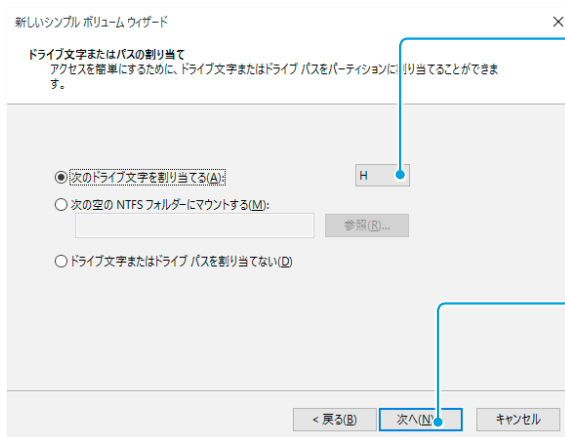 新しいシンプル ボリューム ウィザード
ドライブ文字またはパスの割り当て
アクセスを簡単にするために、ドライブ文字またはドライブ パスをパーティションに割り当てることができま
す。
次のドライブ文字を割り当てる(A):
H
次の空の NTFS フォルダーにマウントする(M):
参照(R)...
ドライブ文字またはドライブ パスを割り当てない(D)
< 戻る(B) 次へ(N) キャンセル